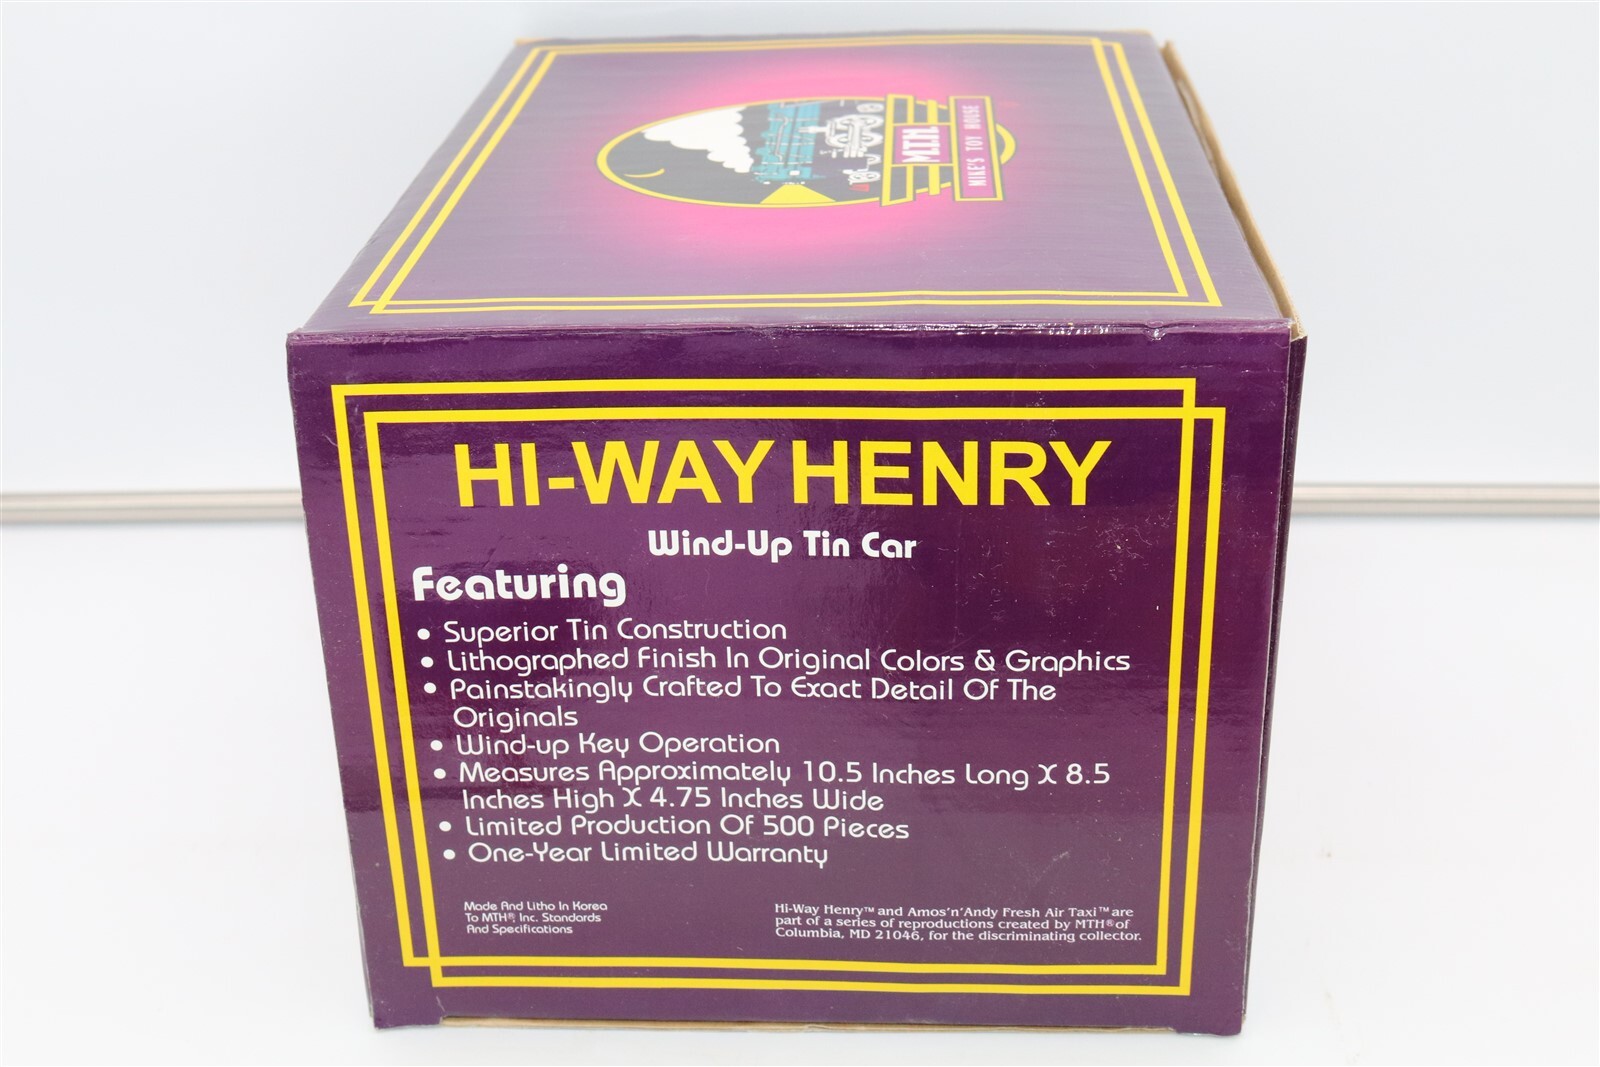 M.T.H.
MIKE'S TOY HOUSE
HI-WAY HENRY
Wind-Up Tin Car
Featuring
• Superior Tin Construction
• Lithographed Finish In Original Colors & Graphics
• Painstakingly Crafted To Exact Detail Of The
Originals
• Wind-up Key Operation
• Measures Approximately 10.5 Inches Long X 8.5
Inches High X 4.75 Inches Wide
• Limited Production Of 500 Pieces
• One-Year Limited Warranty
Made And Litho In Korea
To MTH®, Inc. Standards
And Specifications
Hi-Way Henry™ and Amos'n'Andy Fresh Air Taxi™ are
part of a series of reproductions created by MTH® of
Columbia, MD 21046, for the discriminating collector.